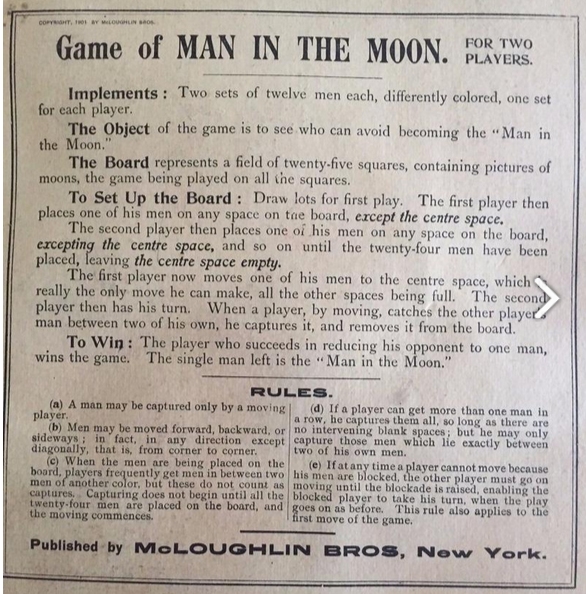 COPYRIGHT, 1901 BY McLOUGHLIN BROS.
Game of MAN IN THE MOON. FOR TWO
PLAYERS.
Implements: Two sets of twelve men each, differently colored, one set
for each player.
The Object of the game is to see who can avoid becoming the "Man in
the Moon."
The Board represents a field of twenty-five squares, containing pictures of
moons, the game being played on all the squares.
To Set Up the Board: Draw lots for first play. The first player then
places one of his men on any space on the board, except the centre space.
The second player then places one of his men on any space on the board,
excepting the centre space, and so on until the twenty-four men have been
placed, leaving the centre space empty.
The first player now moves one of his men to the centre space, which
really the only move he can make, all the other spaces being full. The second
player then has his turn. When a player, by moving, catches the other player
man between two of his own, he captures it, and removes it from the board.
To Win: The player who succeeds in reducing his opponent to one man,
wins the game. The single man left is the "Man in the Moon."
RULES.
(a) A man may be captured only by a moving
player.
(b) Men may be moved forward, backward, or
sideways; in fact, in any direction except
diagonally, that is, from corner to corner.
(c) When the men are being placed on the
board, players frequently get men in between two
men of another color, but these do not count as
captures. Capturing does not begin until all the
twenty-four men are placed on the board, and
the moving commences.
(d) If a player can get more than one man in
a row, he captures them all, so long as there are
no intervening blank spaces; but he may only
capture those men which lie exactly between
two of his own men.
(e) If at any time a player cannot move because
his men are blocked, the other player must go on
moving until the blockade is raised, enabling the
blocked player to take his turn, when the play
goes on as before. This rule also applies to the
first move of the game.
Published by McLOUGHLIN BROS, New York.